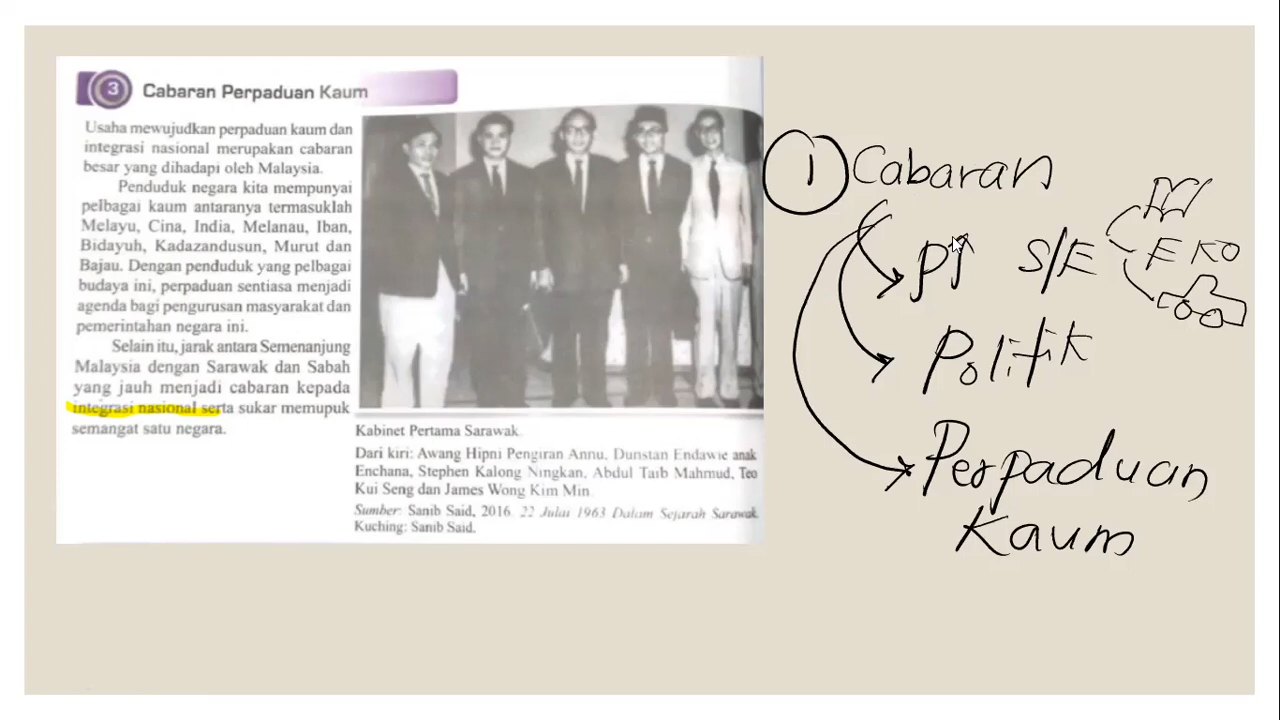 3 Cabaran Perpaduan Kaum
Usaha mewujudkan perpaduan kaum dan
integrasi nasional merupakan cabaran
besar yang dihadapi oleh Malaysia.
Penduduk negara kita mempunyai
pelbagai kaum antaranya termasuklah
Melayu, Cina, India, Melanau, Iban,
Bidayuh, Kadazandusun, Murut dan
Bajau. Dengan penduduk yang pelbagai
budaya ini, perpaduan sentiasa menjadi
agenda bagi pengurusan masyarakat dan
pemerintahan negara ini.
Selain itu, jarak antara Semenanjung
Malaysia dengan Sarawak dan Sabah
yang jauh menjadi cabaran kepada
integrasi nasional serta sukar memupuk
semangat satu negara.
Kabinet Pertama Sarawak.
Dari kiri: Awang Hipni Pengiran Annu, Dunstan Endawie anak
Enchana, Stephen Kalong Ningkan, Abdul Taib Mahmud, Teo
Kui Seng dan James Wong Kim Min.
Sumber: Sanib Said, 2016. 22 Julai 1963 Dalam Sejarah Sarawak.
Kuching: Sanib Said.
1 Cabaran
PJ S/E
EKO
Politik
Perpaduan
Kaum